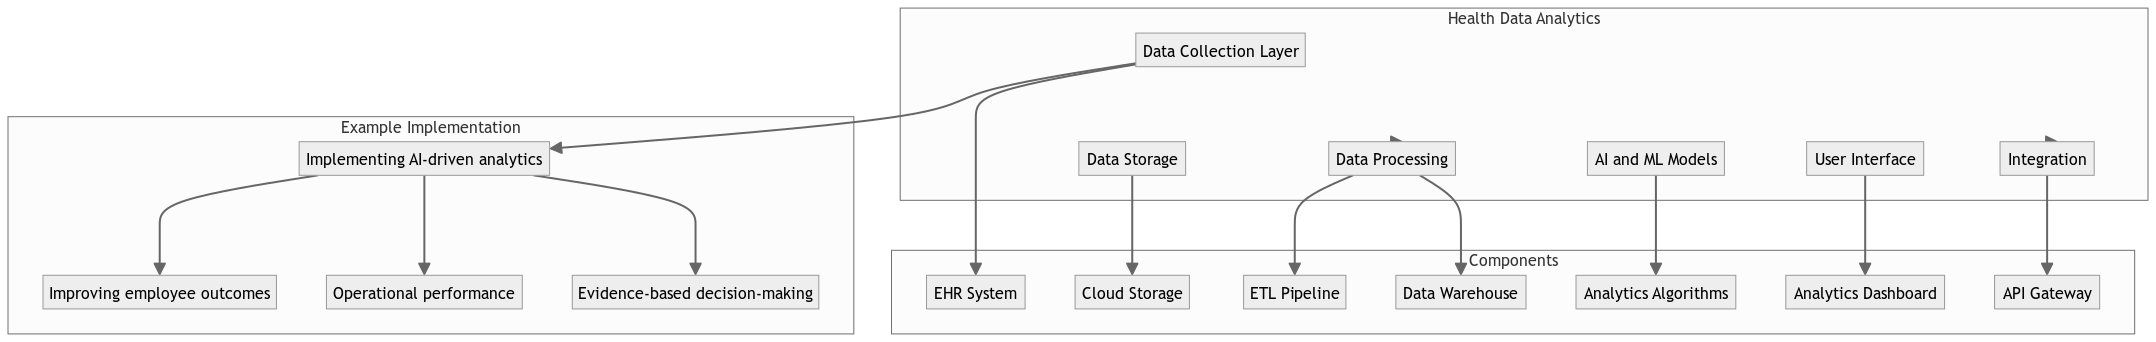 Health Data Analytics
Data Collection Layer
Example Implementation
Implementing AI-driven analytics
Data Storage
Data Processing
AI and ML Models
User Interface
Integration
Components
Improving employee outcomes
Operational performance
Evidence-based decision-making
EHR System
Cloud Storage
ETL Pipeline
Data Warehouse
Analytics Algorithms
Analytics Dashboard
API Gateway